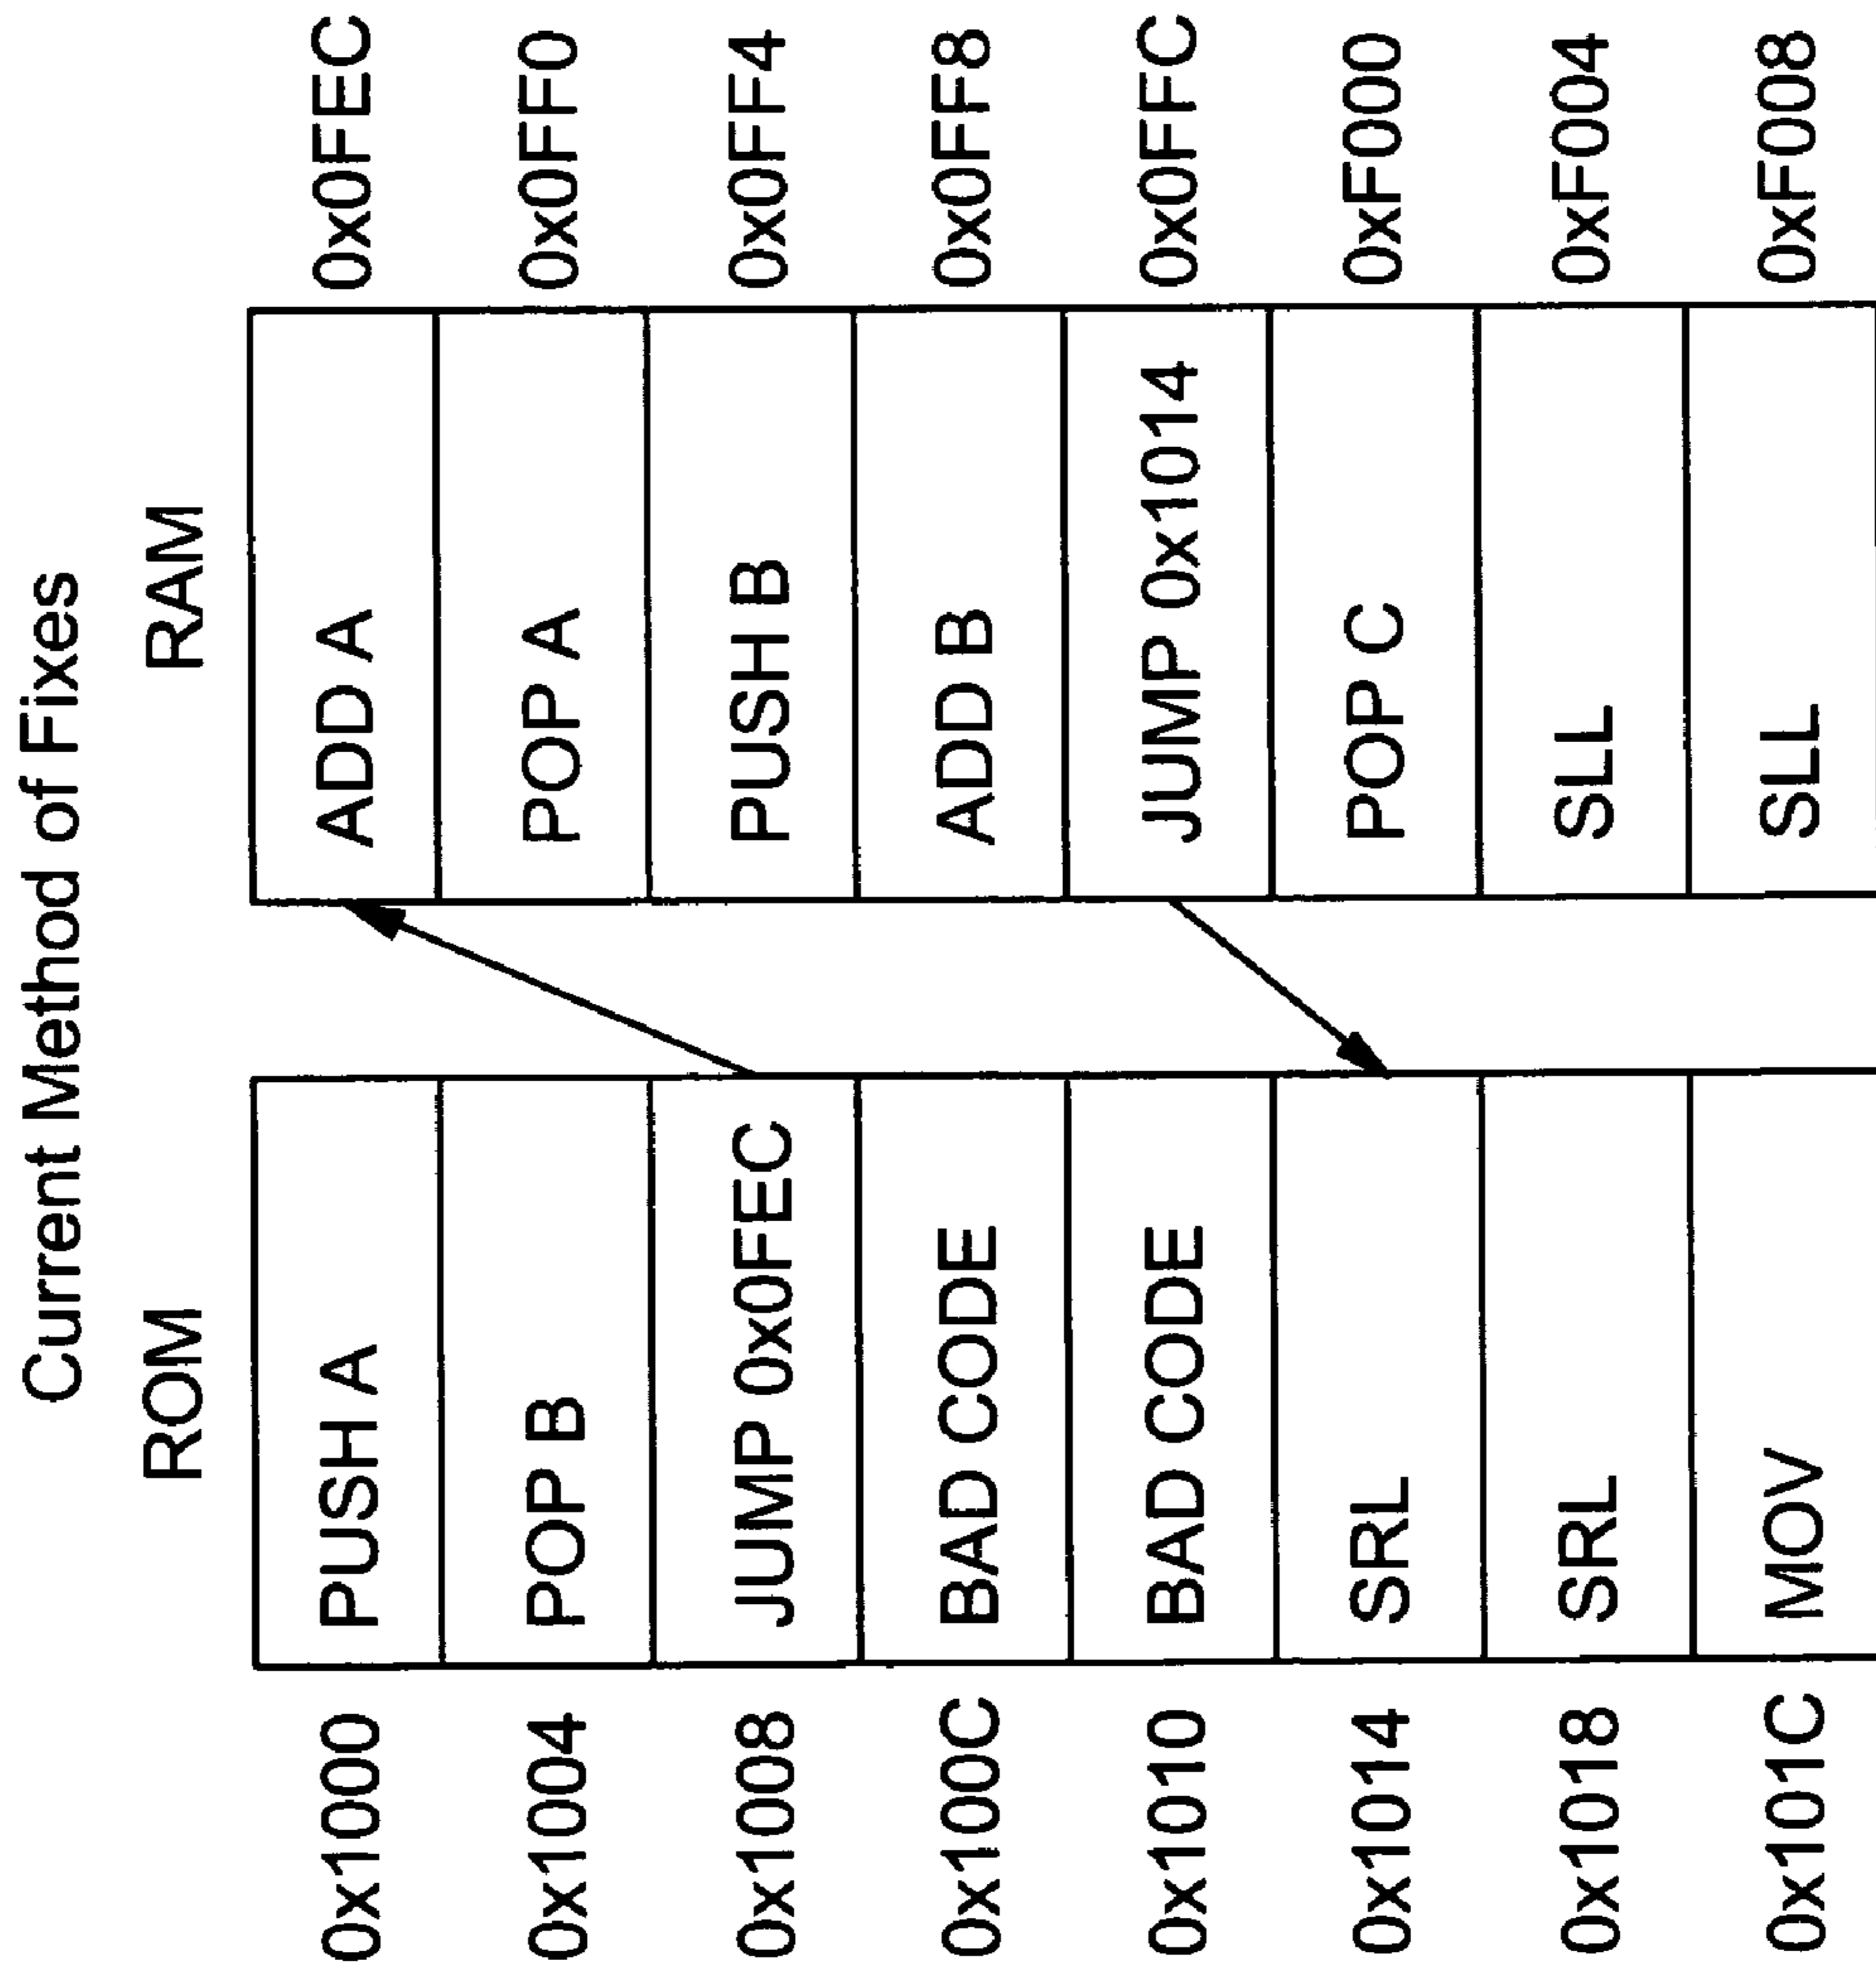 Current Method of Fixes
ROM RAM
0x1000 PUSH A ADD A 0x0FEC
0x1004 POP B POP A 0x0FF0
0x1008 JUMP 0x0FEC PUSH B 0x0FF4
0x100C BAD CODE ADD B 0x0FF8
0x1010 BAD CODE JUMP 0x1014 0x0FFC
0x1014 SRL POP C 0xF000
0x1018 SRL SLL 0xF004
0x101C MOV SLL 0xF008